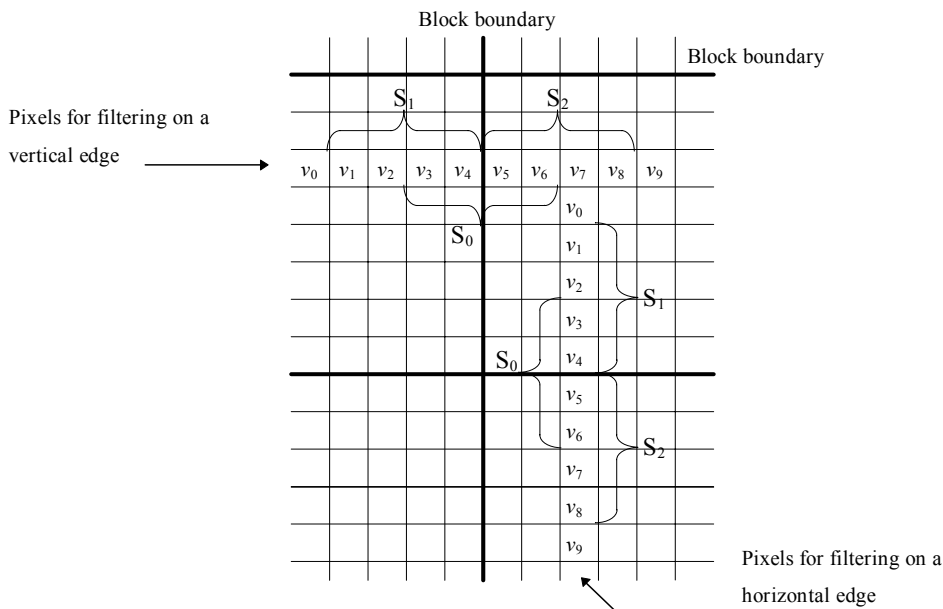 Block boundary
Block boundary
S1 S2
Pixels for filtering on a
vertical edge
v0 v1 v2 v3 v4 v5 v6 v7 v8 v9
S0
v0
v1
v2
S1
v3
S0
v4
v5
v6
S2
v7
v8
v9
Pixels for filtering on a
horizontal edge